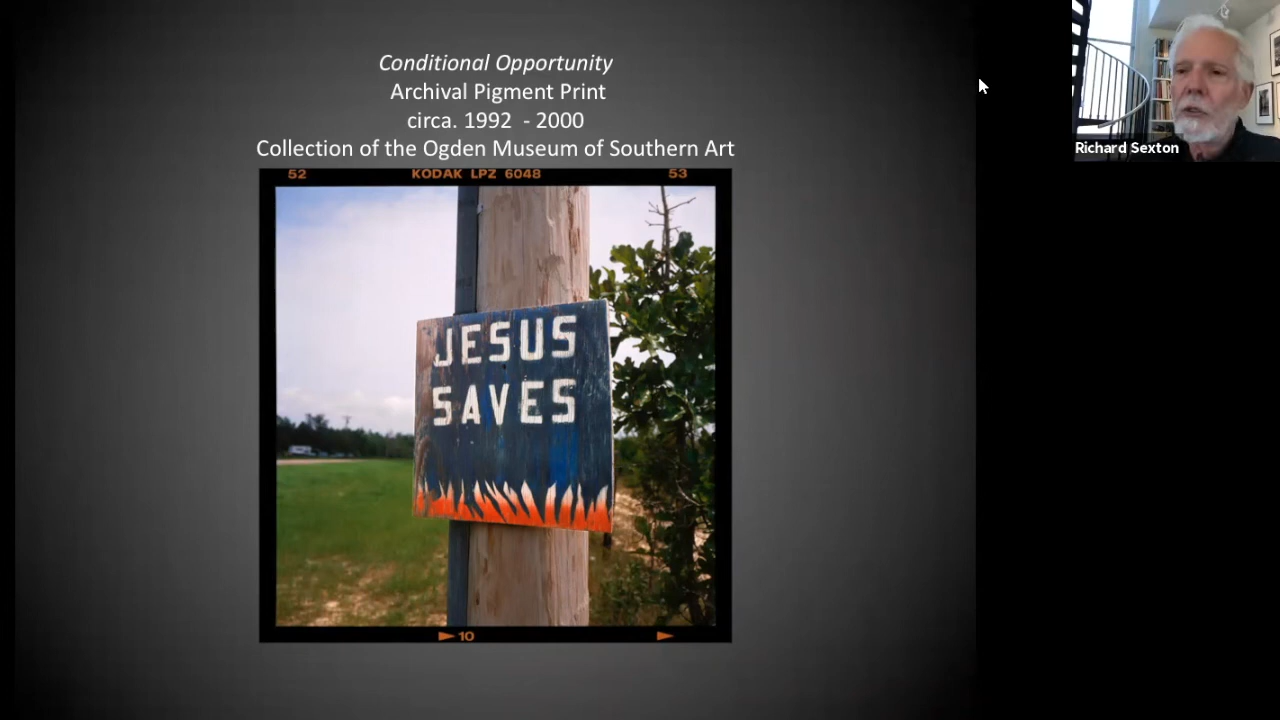 Conditional Opportunity
Archival Pigment Print
circa. 1992 - 2000
Collection of the Ogden Museum of Southern Art
52 KODAK LPZ 6048 53
JESUS
SAVES
10
Richard Sexton